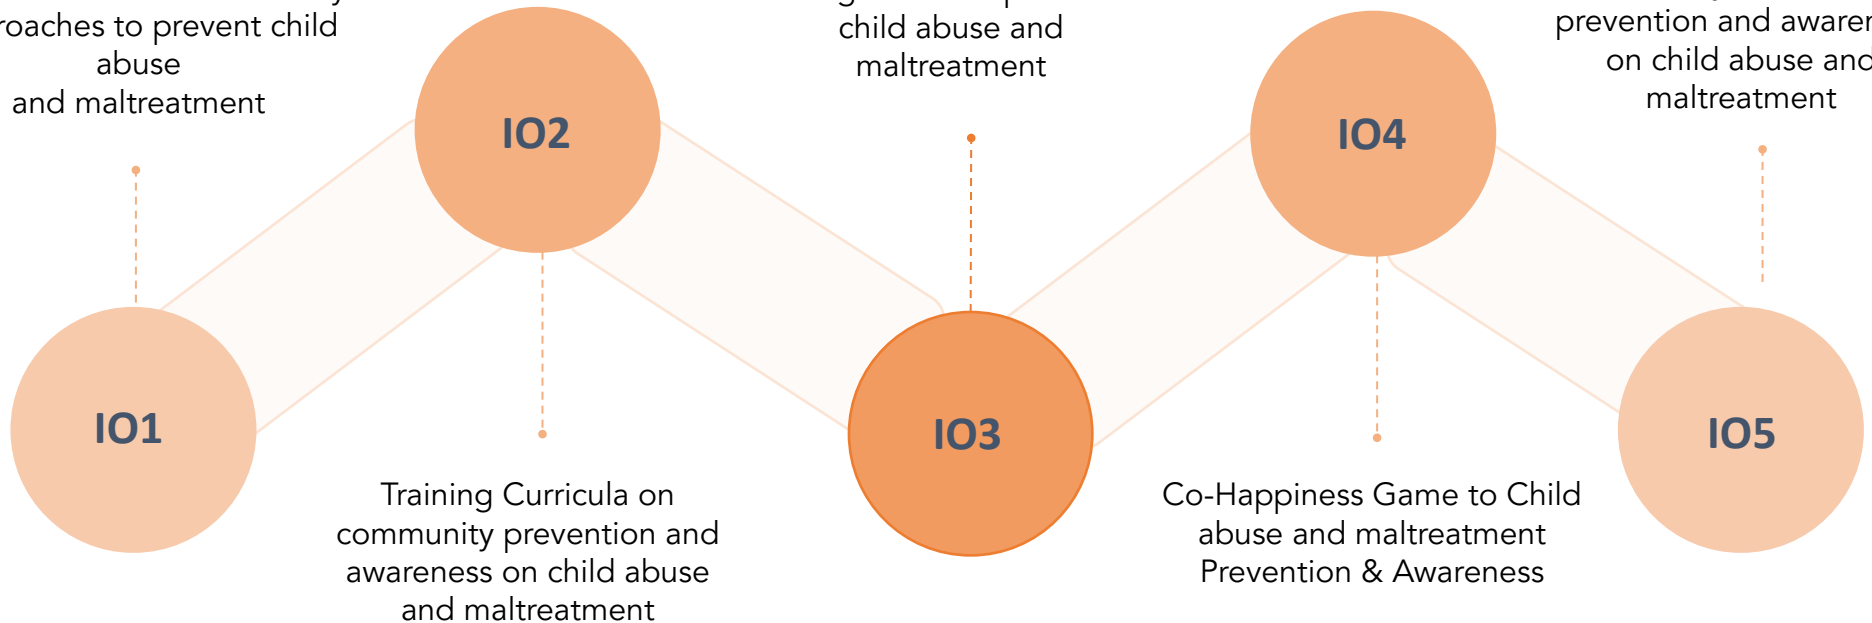 to prevent child
abuse
and maltreatment
IO1
IO2
Training Curricula on
community prevention and
awareness on child abuse
and maltreatment
child abuse and
maltreatment
IO3
IO4
Co-Happiness Game to Child
abuse and maltreatment
Prevention & Awareness
prevention and
on child abuse and
maltreatment
IO5